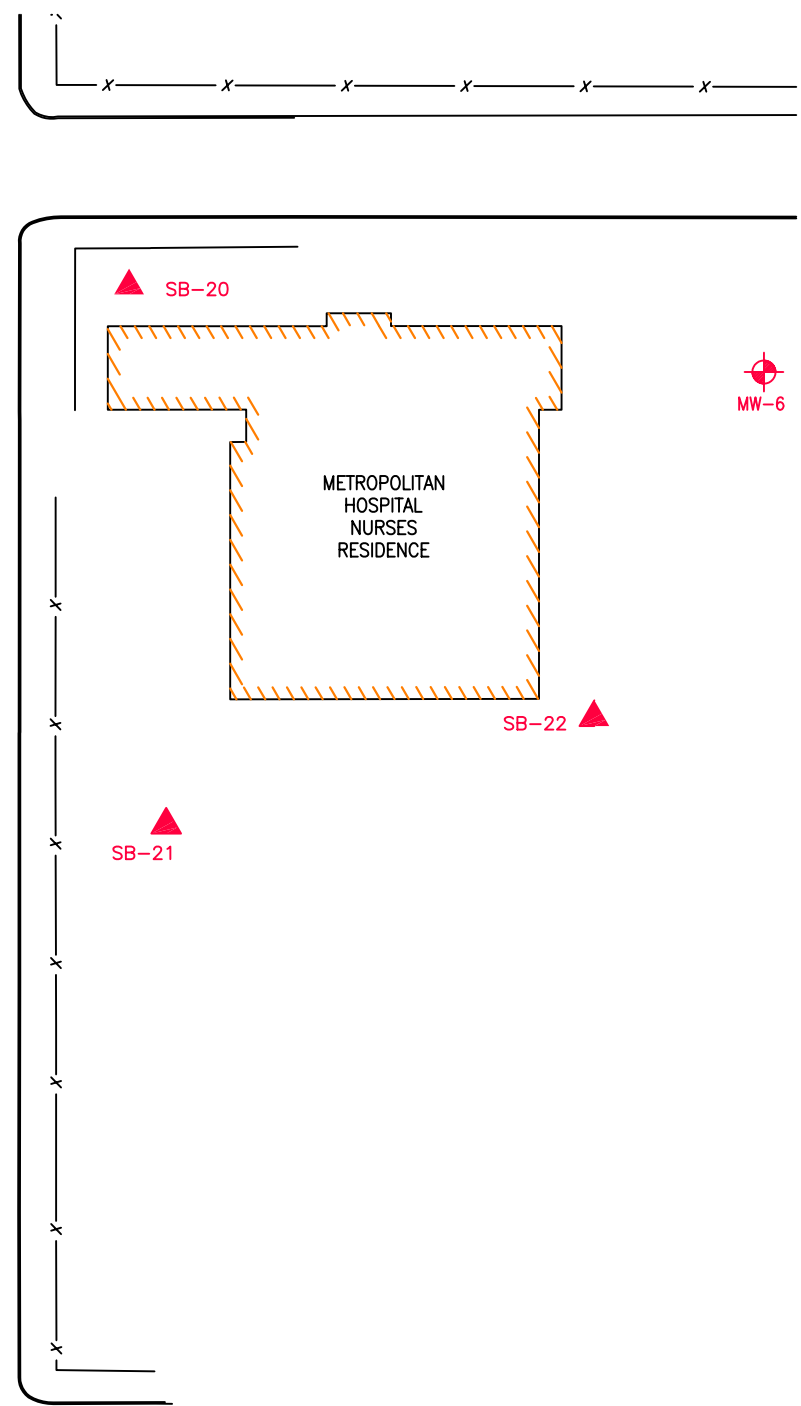 SB-20
MW-6
METROPOLITAN
HOSPITAL
NURSES
RESIDENCE
SB-22
SB-21